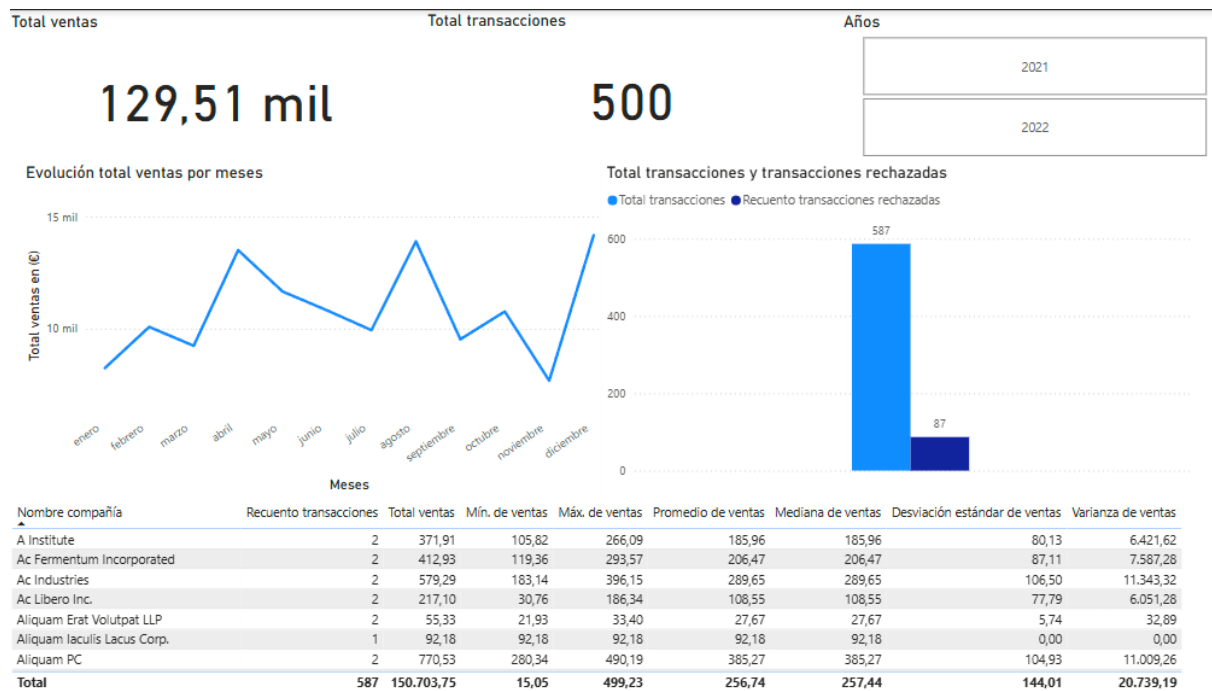 Total ventas
Total transacciones
Años
129,51 mil
500
2021
2022
Evolución total ventas por meses
15 mil
10 mil
Total ventas en (€)
enero febrero marzo abril mayo junio julio agosto septiembre octubre noviembre diciembre
Meses
Total transacciones y transacciones rechazadas
Total transacciones Recuento transacciones rechazadas
600
400
200
0
587
87
Nombre compañía Recuento transacciones Total ventas Mín. de ventas Máx. de ventas Promedio de ventas Mediana de ventas Desviación estándar de ventas Varianza de ventas
A Institute 2 371,91 105,82 266,09 185,96 185,96 80,13 6.421,62
Ac Fermentum Incorporated 2 412,93 119,36 293,57 206,47 206,47 87,11 7.587,28
Ac Industries 2 579,29 183,14 396,15 289,65 289,65 106,50 11.343,32
Ac Libero Inc. 2 217,10 30,76 186,34 108,55 108,55 77,79 6.051,28
Aliquam Erat Volutpat LLP 2 55,33 21,93 33,40 27,67 27,67 5,74 32,89
Aliquam Iaculis Lacus Corp. 1 92,18 92,18 92,18 92,18 92,18 0,00 0,00
Aliquam PC 2 770,53 280,34 490,19 385,27 385,27 104,93 11.009,26
Total 587 150.703,75 15,05 499,23 256,74 257,44 144,01 20.739,19